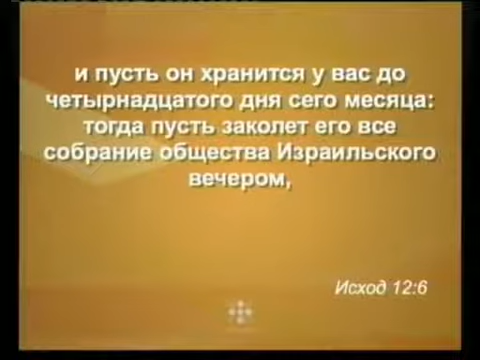 и пусть он хранится у вас до
четырнадцатого дня сего месяца:
тогда пусть заколет его все
собрание общества Израильского
вечером,
Исход 12:6